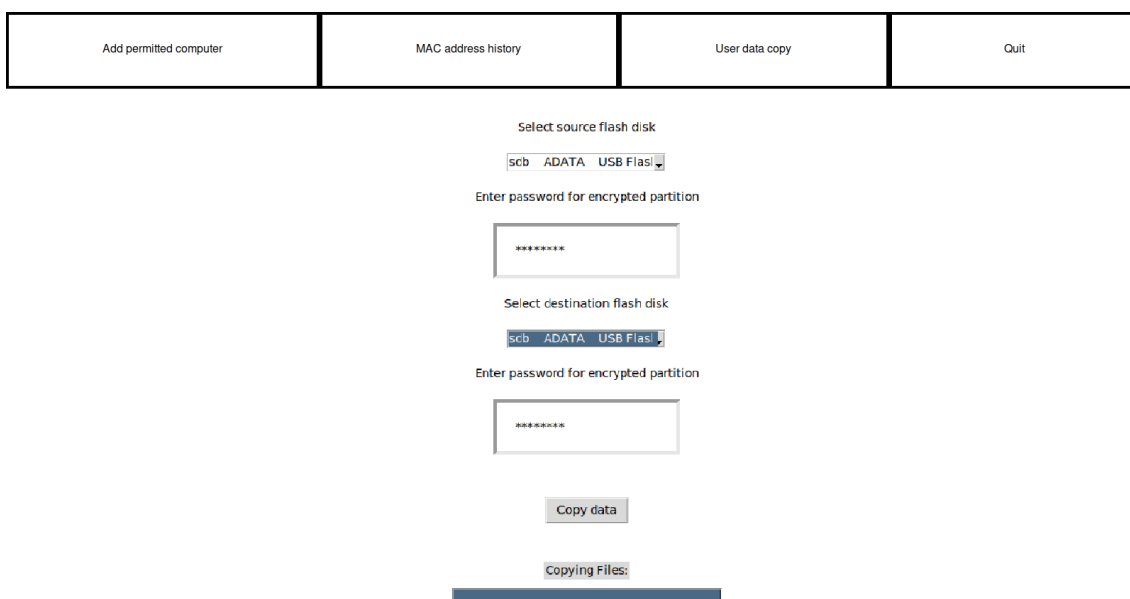 Add permitted computer MAC address history User data copy Quit
Select source flash disk
sdb ADATA USB Flas
Enter password for encrypted partition
********
Select destination flash disk
sdb ADATA USB Flas
Enter password for encrypted partition
********
Copy data
Copying Files: